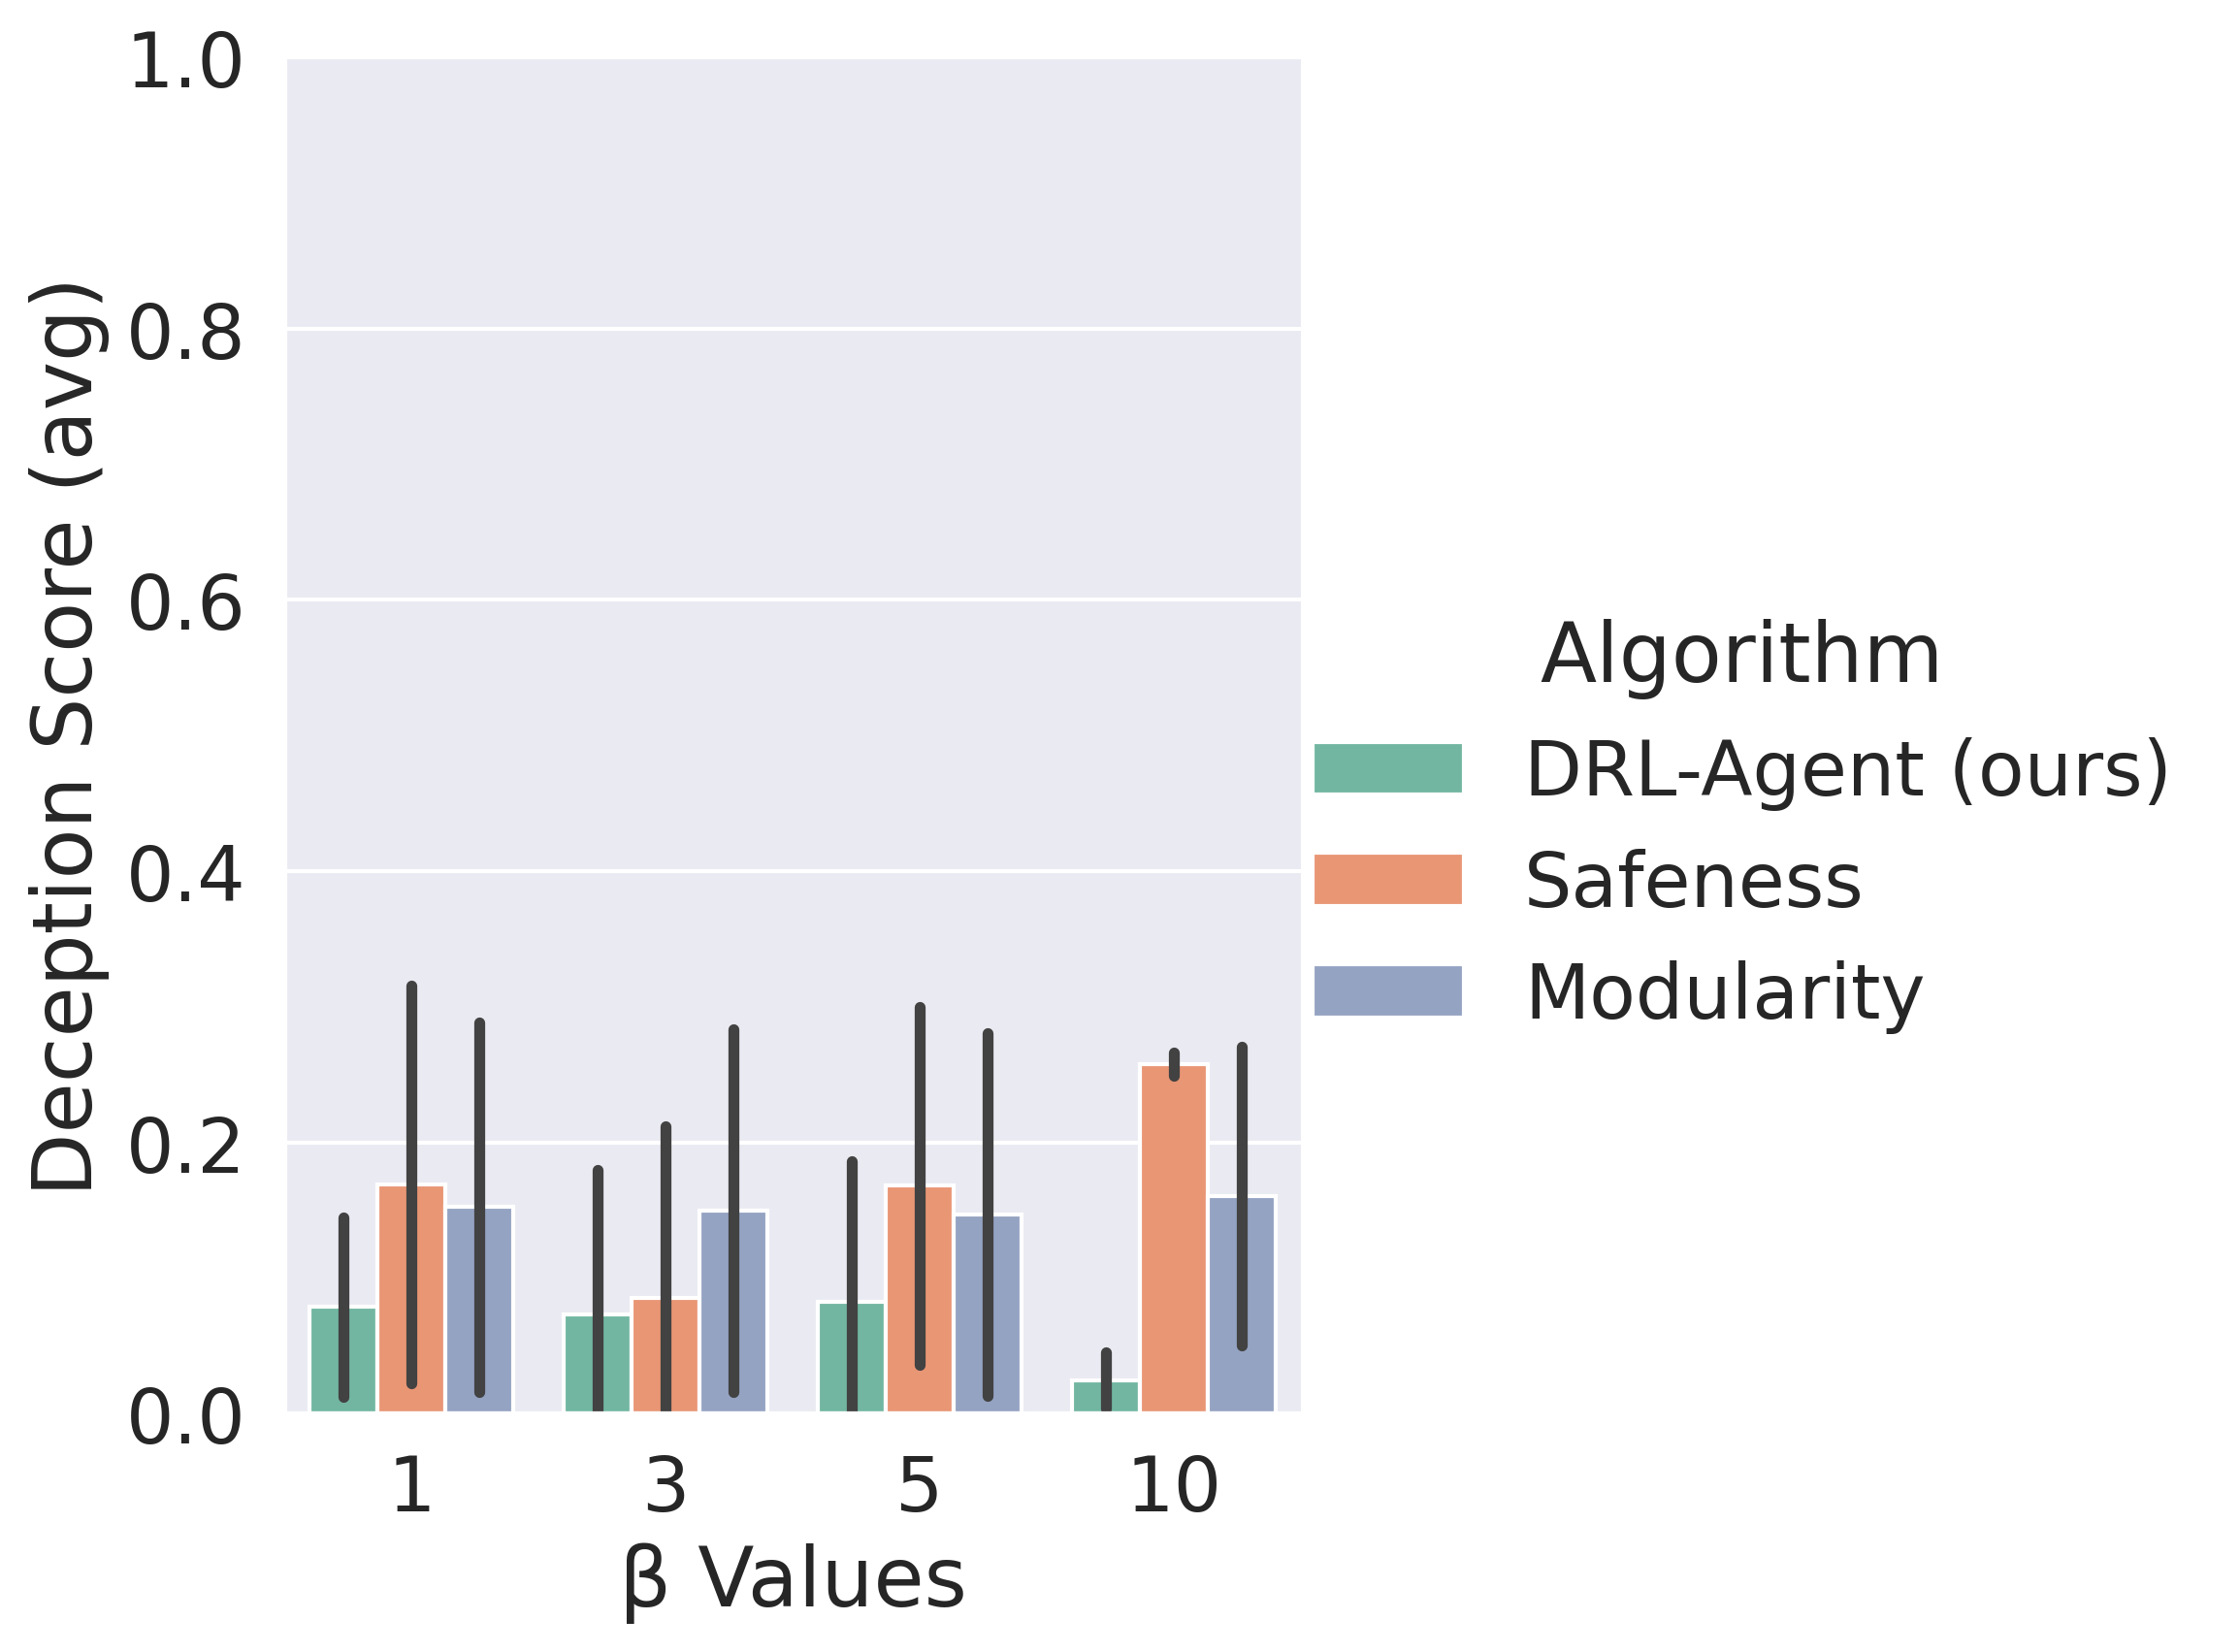 Deception Score (avg)
1.0
0.8
0.6
0.4
0.2
0.0
1 3 5 10
β Values
Algorithm
DRL-Agent (ours)
Safeness
Modularity